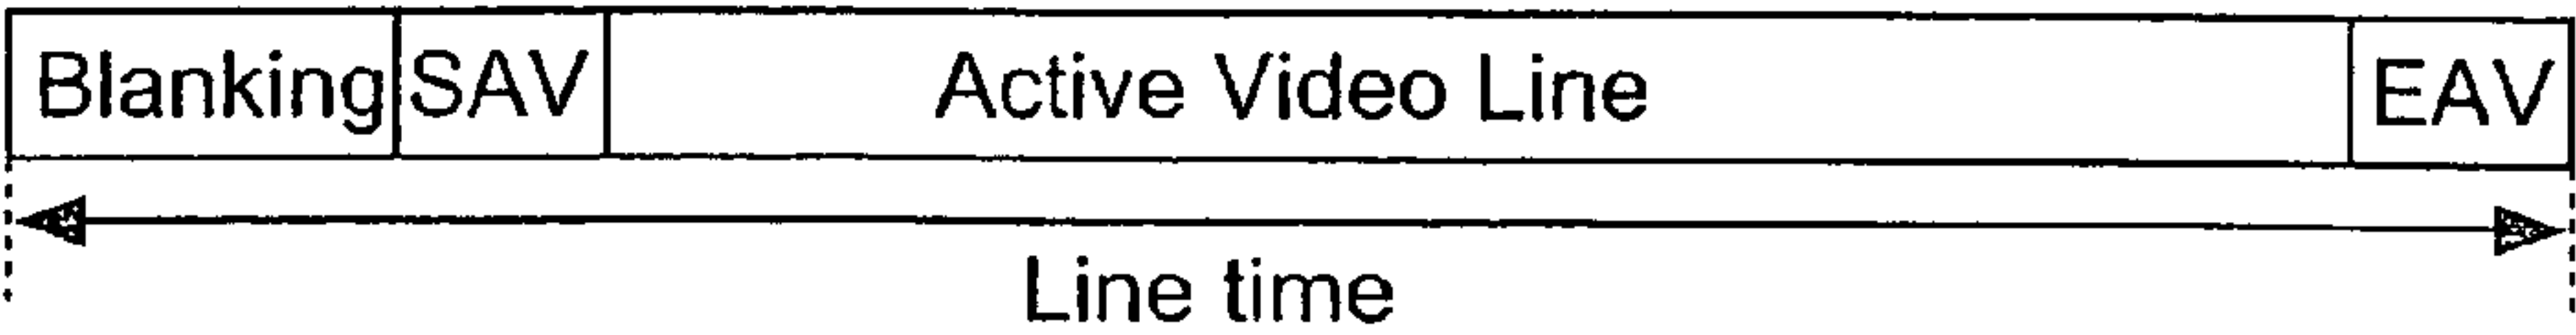 Blanking SAV Active Video Line EAV
Line time